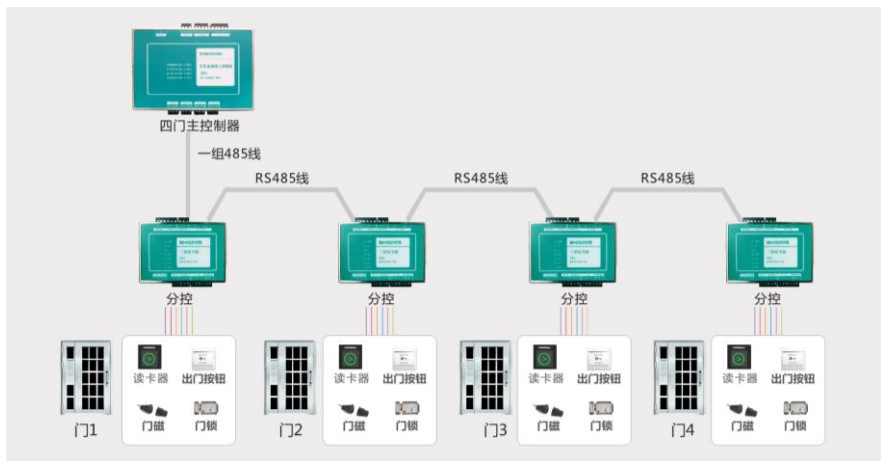 四门主控制器
一组485线
RS485线
RS485线
RS485线
分控
分控
分控
分控
读卡器 出门按钮
门磁 门锁
门1
读卡器 出门按钮
门磁 门锁
门2
读卡器 出门按钮
门磁 门锁
门3
读卡器 出门按钮
门磁 门锁
门4